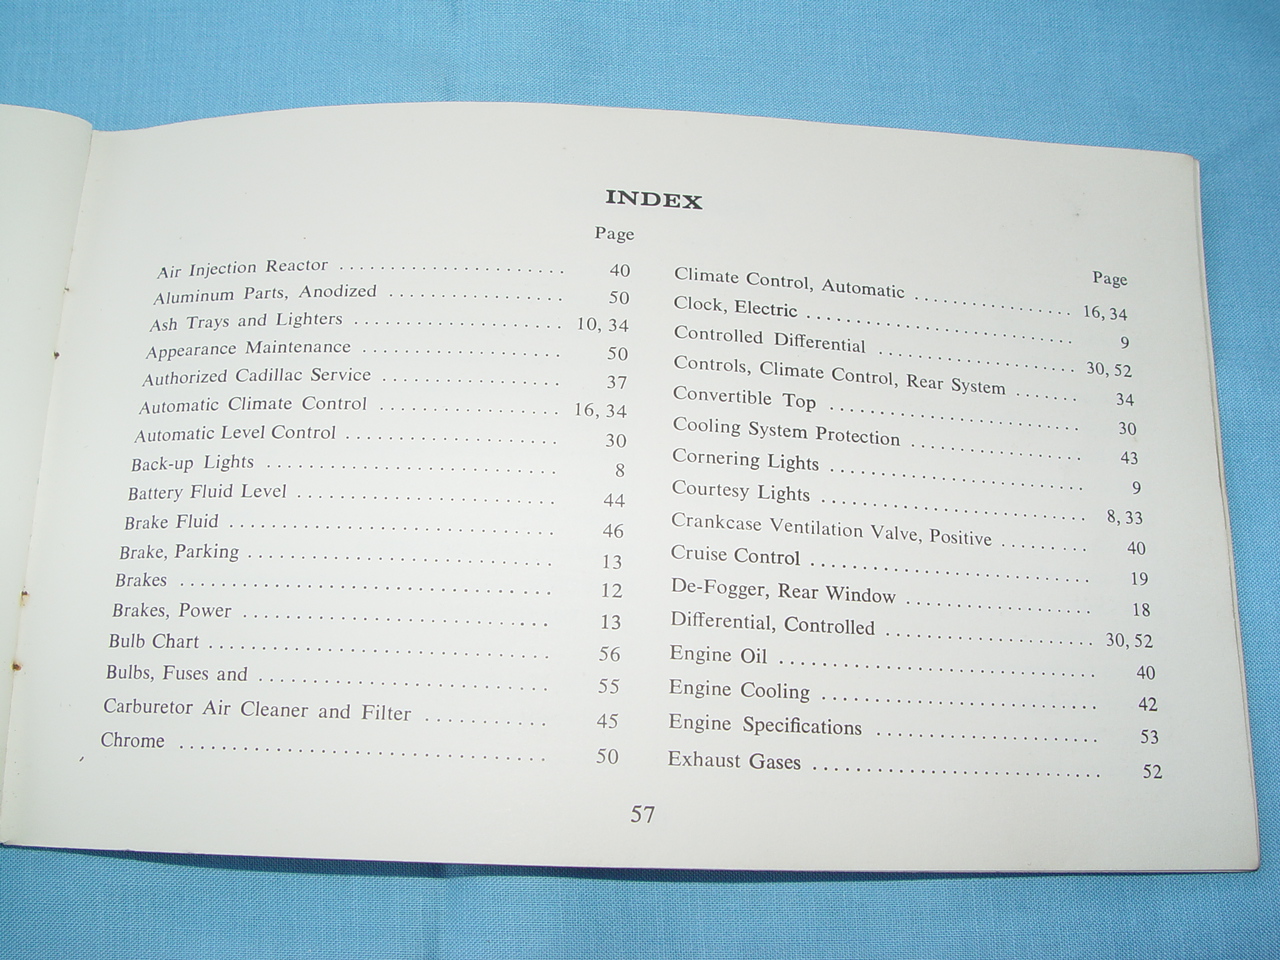 INDEX
Page
Air Injection Reactor ...................... 40
Aluminum Parts, Anodized ................. 50
Ash Trays and Lighters .................... 10, 34
Appearance Maintenance ................... 50
Authorized Cadillac Service ................. 37
Automatic Climate Control ................. 16, 34
Automatic Level Control .................... 30
Back-up Lights ........................... 8
Battery Fluid Level ........................ 44
Brake Fluid .............................. 46
Brake, Parking ............................ 13
Brakes .................................. 12
Brakes, Power ............................ 13
Bulb Chart ............................... 56
Bulbs, Fuses and .......................... 55
Carburetor Air Cleaner and Filter ........... 45
Chrome .................................. 50
Page
Climate Control, Automatic ............... 16, 34
Clock, Electric .......................... 9
Controlled Differential ................... 30, 52
Controls, Climate Control, Rear System ....... 34
Convertible Top ........................ 30
Cooling System Protection ................. 43
Cornering Lights ........................ 9
Courtesy Lights ......................... 8, 33
Crankcase Ventilation Valve, Positive ......... 40
Cruise Control .......................... 19
De-Fogger, Rear Window .................. 18
Differential, Controlled .................... 30, 52
Engine Oil .............................. 40
Engine Cooling .......................... 42
Engine Specifications ..................... 53
Exhaust Gases ........................... 52
57